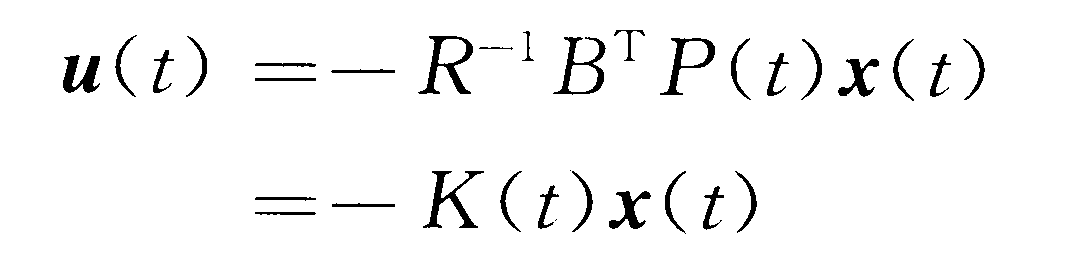 u(t) = − R⁻¹ Bᵀ P(t)x(t)
= − K(t)x(t)